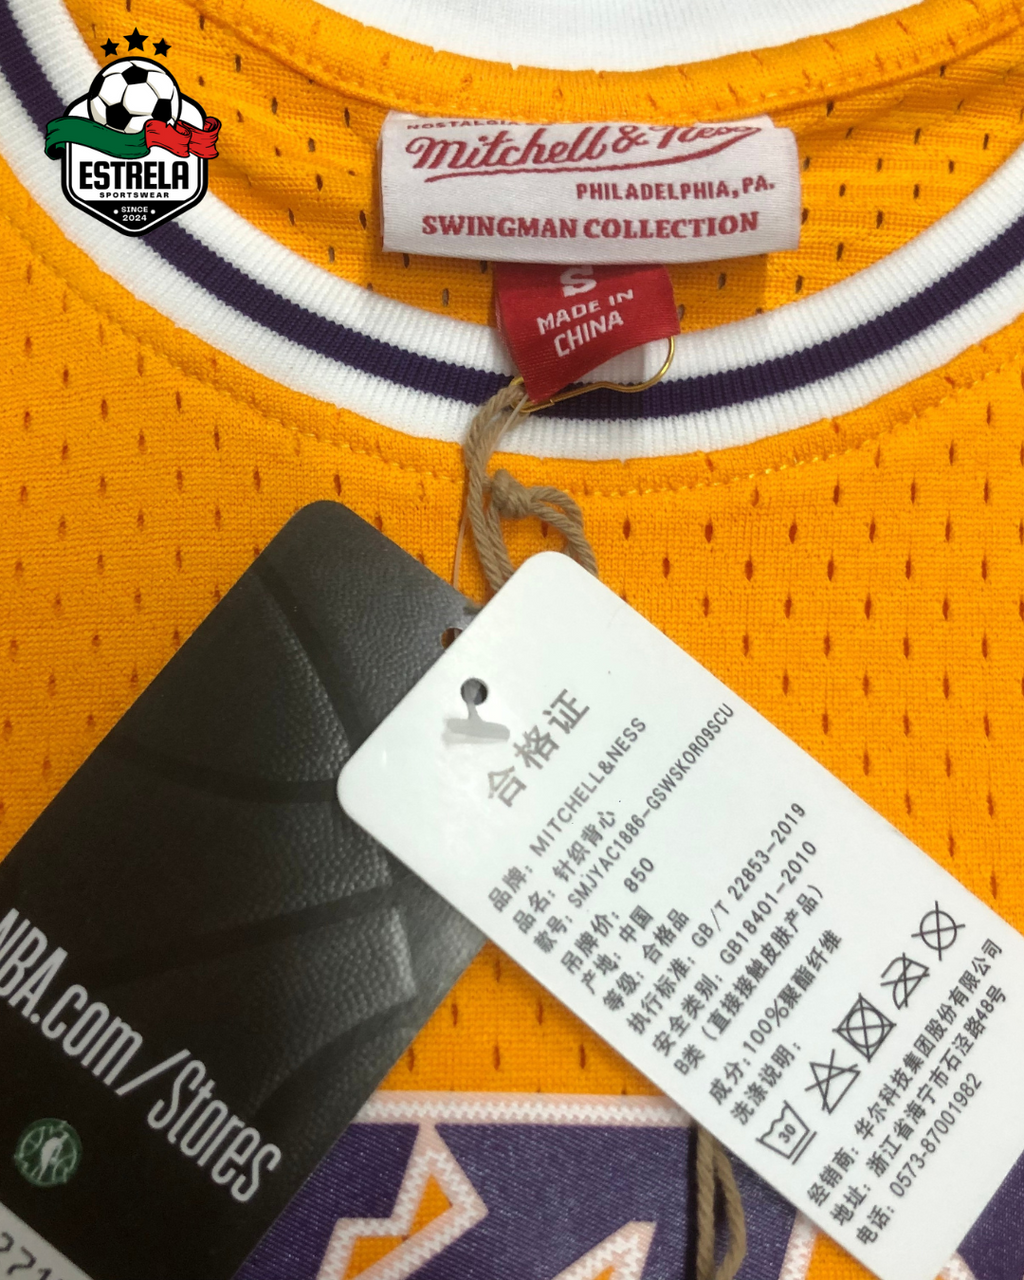 ESTRELA
SPORTSWEAR
SINCE
2024
NOSTALGIA
Mitchell & Ness
PHILADELPHIA, PA.
SWINGMAN COLLECTION
S
MADE IN
CHINA
NBA.com/Stores
合格证
品牌: MITCHELL&NESS
品名: 针织背心
款号: SMJYAC1886-GSWSKOR09SCU
吊牌价: 850
产地: 中国
等级: 合格品
执行标准: GB/T 22853-2019
安全类别: GB18401-2010
B类 (直接接触皮肤产品)
成分: 100%聚酯纤维
洗涤说明:
30
经销商: 华尔科技集团股份有限公司
地址: 浙江省海宁市石泾路48号
电话: 0573-87001982